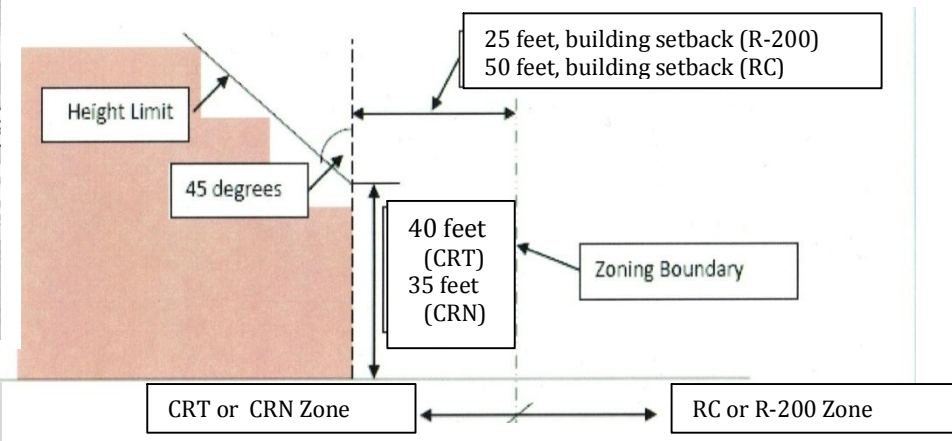 25 feet, building setback (R-200)
50 feet, building setback (RC)
Height Limit
45 degrees
40 feet
(CRT)
35 feet
(CRN)
Zoning Boundary
CRT or CRN Zone
RC or R-200 Zone